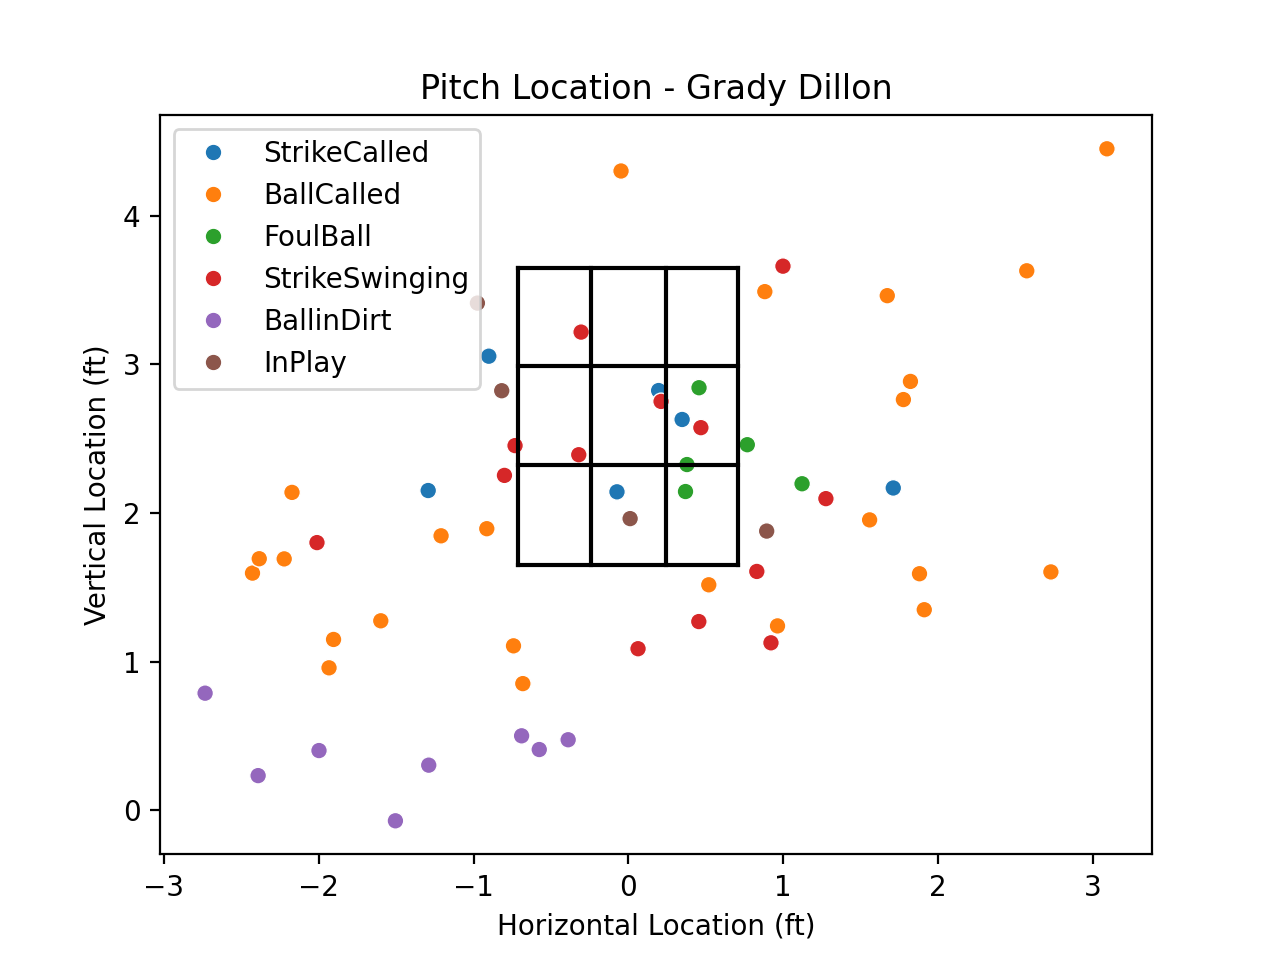 Pitch Location - Grady Dillon
StrikeCalled
BallCalled
FoulBall
StrikeSwinging
BallinDirt
InPlay
4
3
2
1
0
Vertical Location (ft)
−3 −2 −1 0 1 2 3
Horizontal Location (ft)